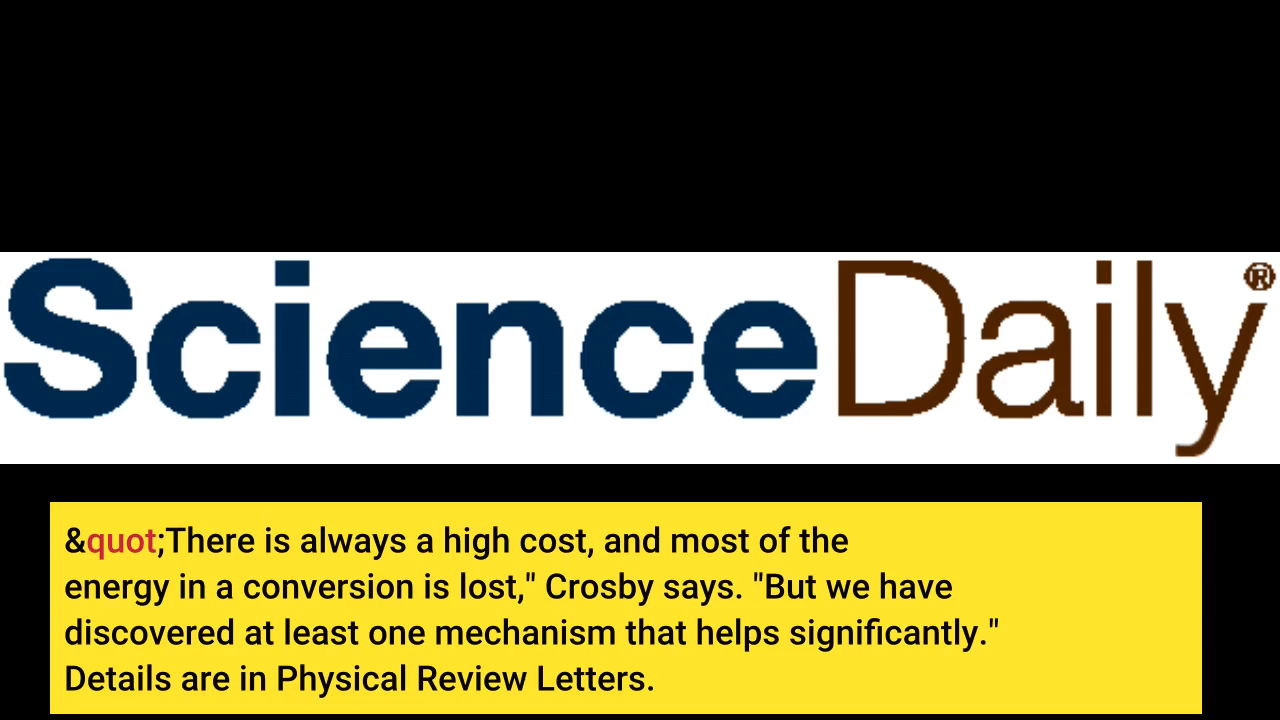 ScienceDaily®
&quot;There is always a high cost, and most of the
energy in a conversion is lost," Crosby says. "But we have
discovered at least one mechanism that helps significantly."
Details are in Physical Review Letters.